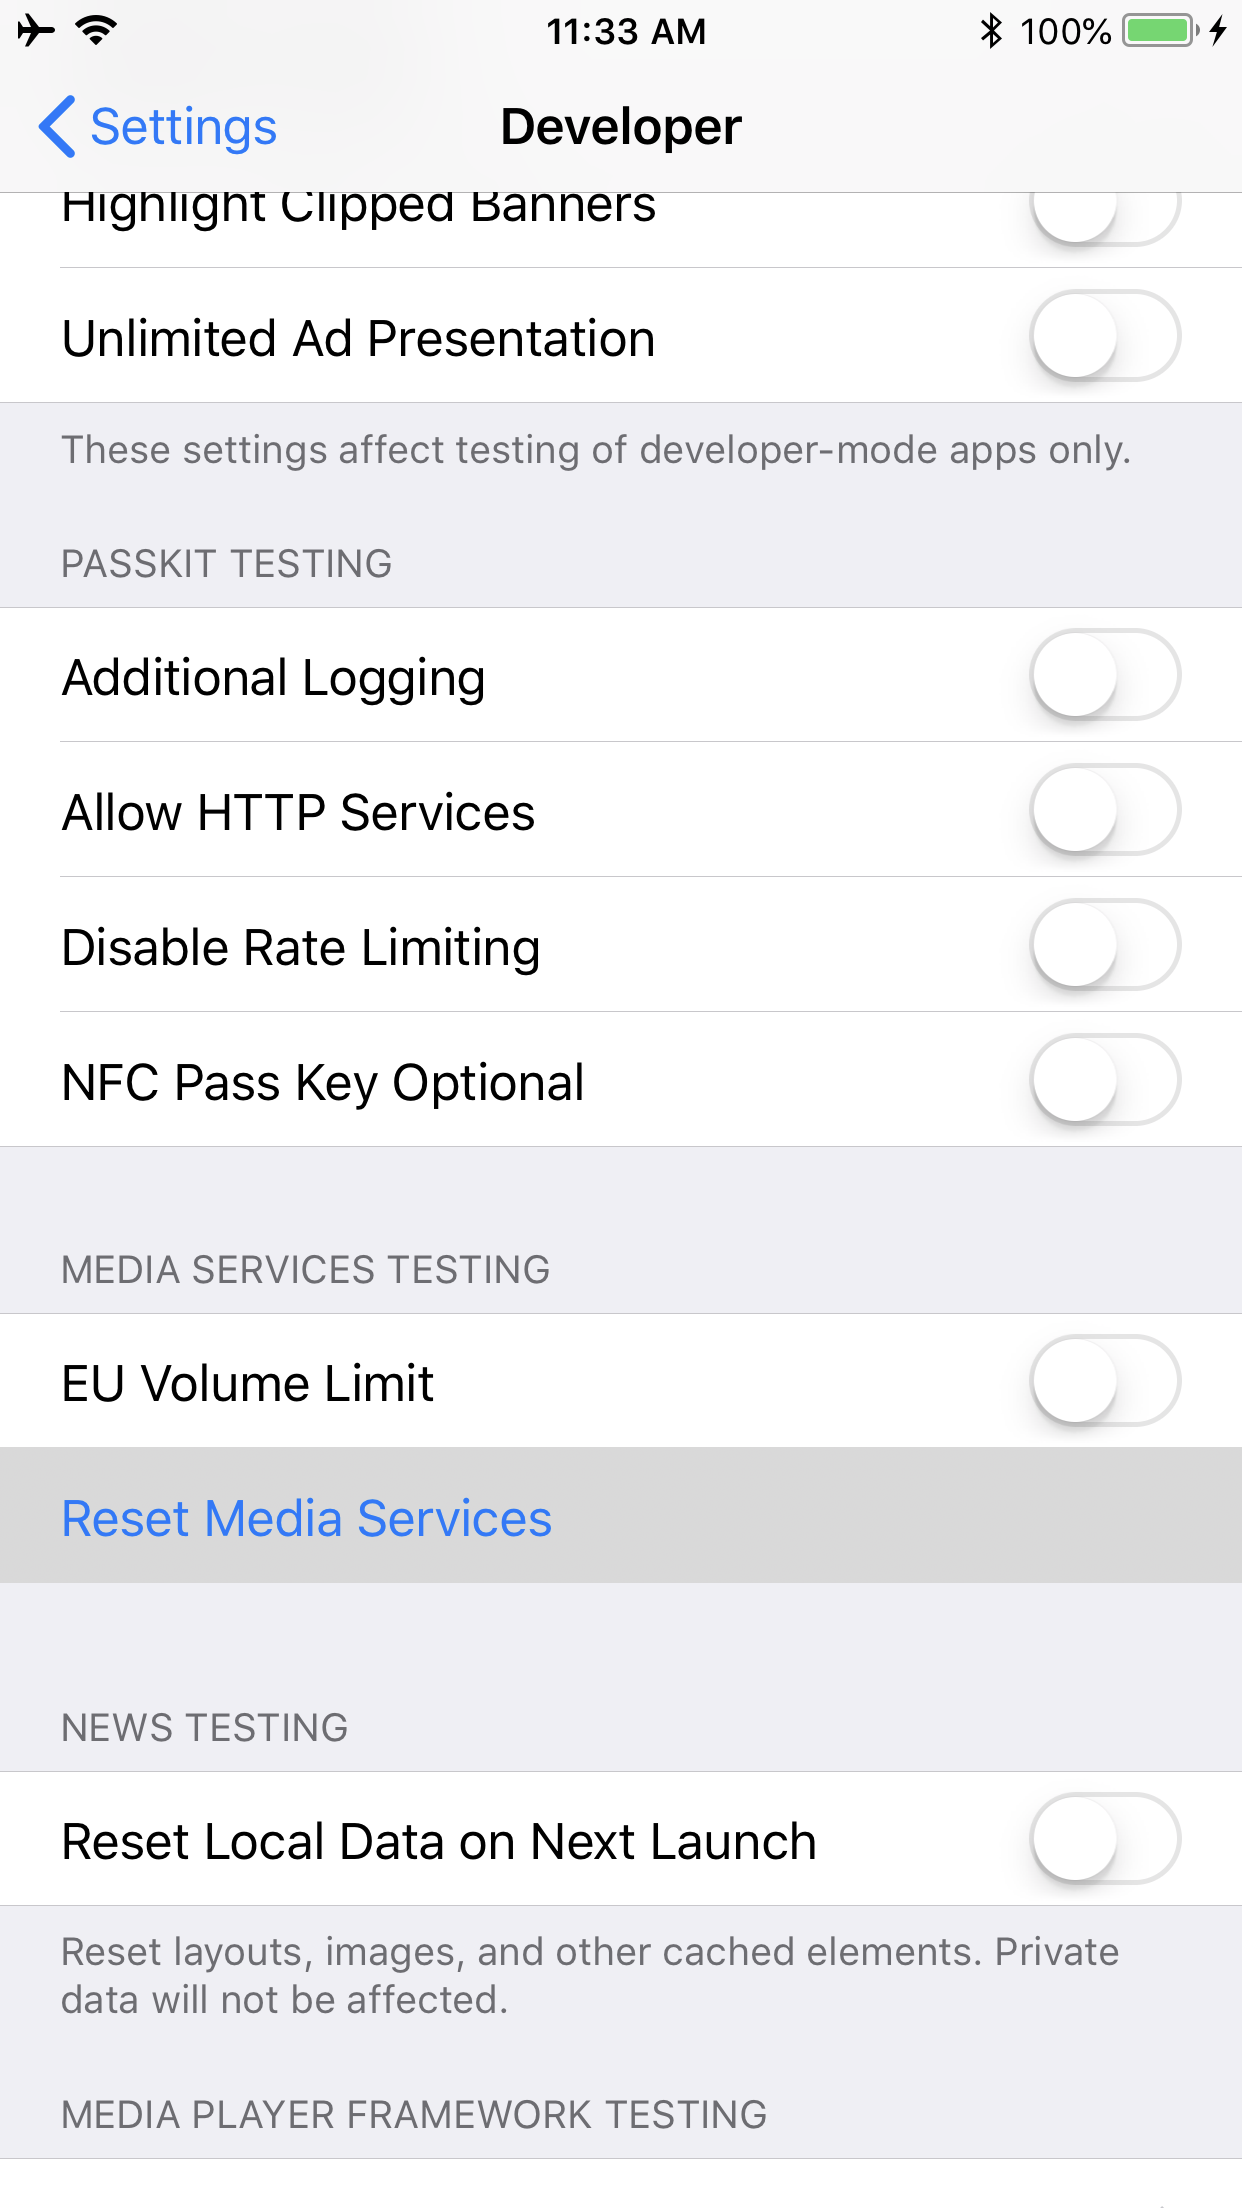 11:33 AM
100%
Settings
Developer
Highlight Clipped Banners
Unlimited Ad Presentation
These settings affect testing of developer-mode apps only.
PASSKIT TESTING
Additional Logging
Allow HTTP Services
Disable Rate Limiting
NFC Pass Key Optional
MEDIA SERVICES TESTING
EU Volume Limit
Reset Media Services
NEWS TESTING
Reset Local Data on Next Launch
Reset layouts, images, and other cached elements. Private
data will not be affected.
MEDIA PLAYER FRAMEWORK TESTING